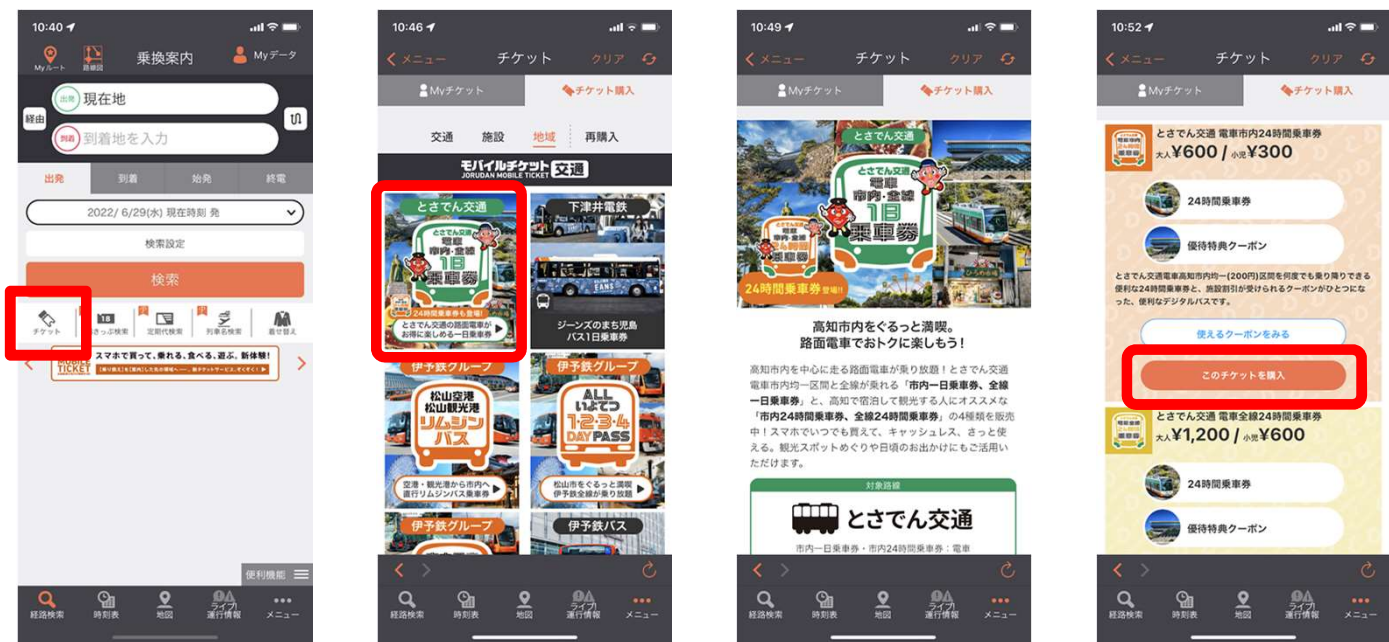 10:40
Myルート
路線図
乗換案内
Myデータ
出発
現在地
経由
到着
到着地を入力
出発
到着
始発
終電
2022/ 6/29(水) 現在時刻 発
検索設定
検索
チケット
きっぷ検索
定期代検索
列車名検索
着せ替え
MOBILE
TICKET
スマホで買って、乗れる、食べる、遊ぶ。新体験!
便利機能
経路検索
時刻表
地図
ライブ!
運行情報
メニュー
10:46
メニュー
チケット
クリア
Myチケット
チケット購入
交通
施設
地域
再購入
モバイルチケット 交通
JORUDAN MOBILE TICKET
とさでん交通
とさでん交通
電車
市内・全線
1日
乗車券
24時間乗車券も登場!
とさでん交通の路面電車が
お得に楽しめる一日乗車券
下津井電鉄
ジーンズのまち児島
バス1日乗車券
伊予鉄グループ
松山空港
松山観光港
リムジン
バス
空港・観光港から市内へ
直行リムジンバス乗車券
伊予鉄グループ
ALL
いよてつ
1・2・3・4
DAY PASS
松山市をぐるっと満喫
伊予鉄全線が乗り放題
伊予鉄グループ
伊予鉄バス
経路検索
時刻表
地図
ライブ!
運行情報
メニュー
10:49
メニュー
チケット
クリア
Myチケット
チケット購入
とさでん交通
とさでん交通
電車
市内・全線
1日
乗車券
24時間乗車券登場!!
高知市内をぐるっと満喫。
路面電車でおトクに楽しもう!
高知市内を中心に走る路面電車が乗り放題!とさでん交通
電車市内均一区間と全線が乗れる「市内一日乗車券、全線
一日乗車券」と、高知で宿泊して観光する人にオススメな
「市内24時間乗車券、全線24時間乗車券」の4種類を販売
中!スマホでいつでも買えて、キャッシュレス、さっと使
える。観光スポットめぐりや日頃のお出かけにもご活用い
ただけます。
対象路線
とさでん交通
市内一日乗車券・市内24時間乗車券:電車
経路検索
時刻表
地図
ライブ!
運行情報
メニュー
10:52
メニュー
チケット
クリア
Myチケット
チケット購入
とさでん交通 電車市内24時間乗車券
大人¥600 / 小児¥300
24時間乗車券
優待特典クーポン
とさでん交通電車高知市内均一(200円)区間を何度でも乗り降りできる
便利な24時間乗車券と、施設割引が受けられるクーポンがひとつにな
った、便利なデジタルパスです。
使えるクーポンをみる
このチケットを購入
とさでん交通 電車全線24時間乗車券
大人¥1,200 / 小児¥600
24時間乗車券
優待特典クーポン
経路検索
時刻表
地図
ライブ!
運行情報
メニュー